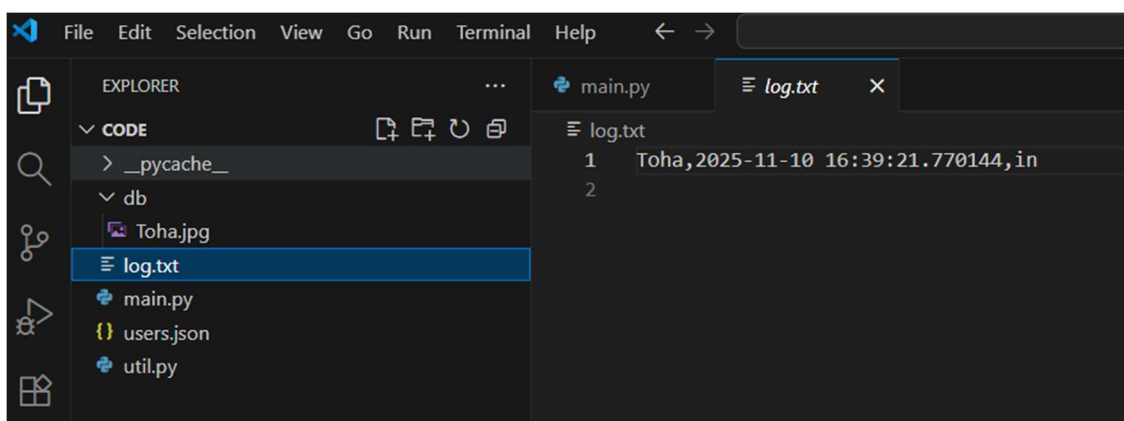 File Edit Selection View Go Run Terminal Help
EXPLORER
main.py
log.txt
CODE
log.txt
__pycache__
1 Toha,2025-11-10 16:39:21.770144,in
db
2
Toha.jpg
log.txt
main.py
{} users.json
util.py